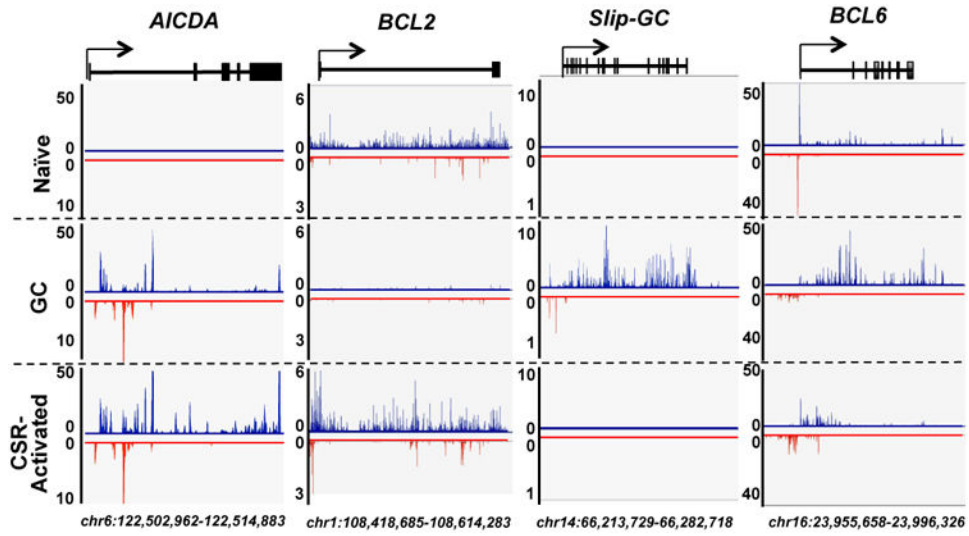 AICDA BCL2 Slip-GC BCL6
Naïve
50 6 10 50
0 0 0 0
0 0 0 0
10 3 1 40
GC
50 6 10 50
0 0 0 0
0 0 0 0
10 3 1 40
CSR-
Activated
50 6 10 50
0 0 0 0
0 0 0 0
10 3 1 40
chr6:122,502,962-122,514,883 chr1:108,418,685-108,614,283 chr14:66,213,729-66,282,718 chr16:23,955,658-23,996,326